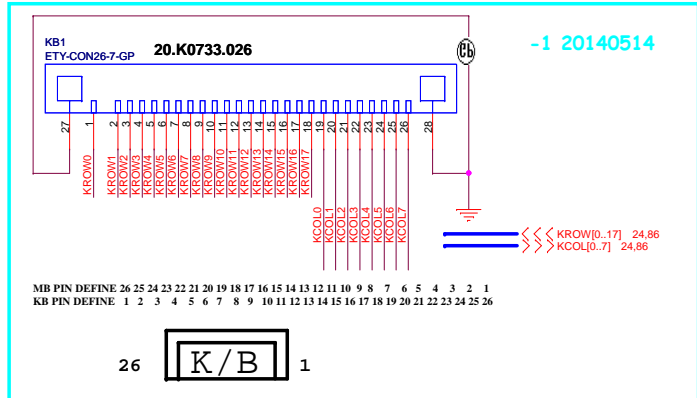 KB1
ETY-CON26-7-GP
20.K0733.026
-1 20140514
27 1 2 3 4 5 6 7 8 9 10 11 12 13 14 15 16 17 18 19 20 21 22 23 24 25 26 28
KROW0
KROW1
KROW2
KROW3
KROW4
KROW5
KROW6
KROW7
KROW8
KROW9
KROW10
KROW11
KROW12
KROW13
KROW14
KROW15
KROW16
KROW17
KCOL0
KCOL1
KCOL2
KCOL3
KCOL4
KCOL5
KCOL6
KCOL7
KROW[0..17] 24,86
KCOL[0..7] 24,86
MB PIN DEFINE 26 25 24 23 22 21 20 19 18 17 16 15 14 13 12 11 10 9 8 7 6 5 4 3 2 1
KB PIN DEFINE 1 2 3 4 5 6 7 8 9 10 11 12 13 14 15 16 17 18 19 20 21 22 23 24 25 26
26 K/B 1